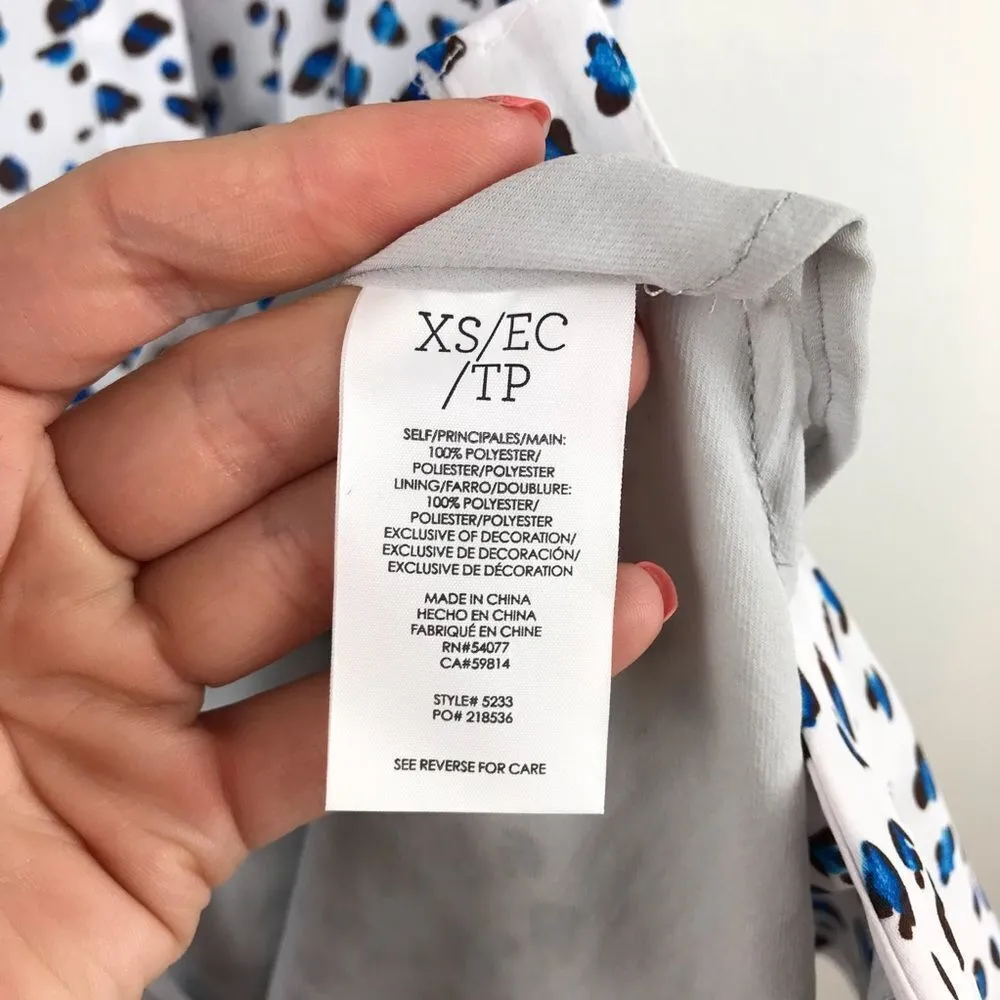 XS/EC
/TP
SELF/PRINCIPALES/MAIN:
100% POLYESTER/
POLIESTER/POLYESTER
LINING/FARRO/DOUBLURE:
100% POLYESTER/
POLIESTER/POLYESTER
EXCLUSIVE OF DECORATION/
EXCLUSIVE DE DECORACIÓN/
EXCLUSIVE DE DÉCORATION
MADE IN CHINA
HECHO EN CHINA
FABRIQUÉ EN CHINE
RN#54077
CA#59814
STYLE# 5233
PO# 218536
SEE REVERSE FOR CARE